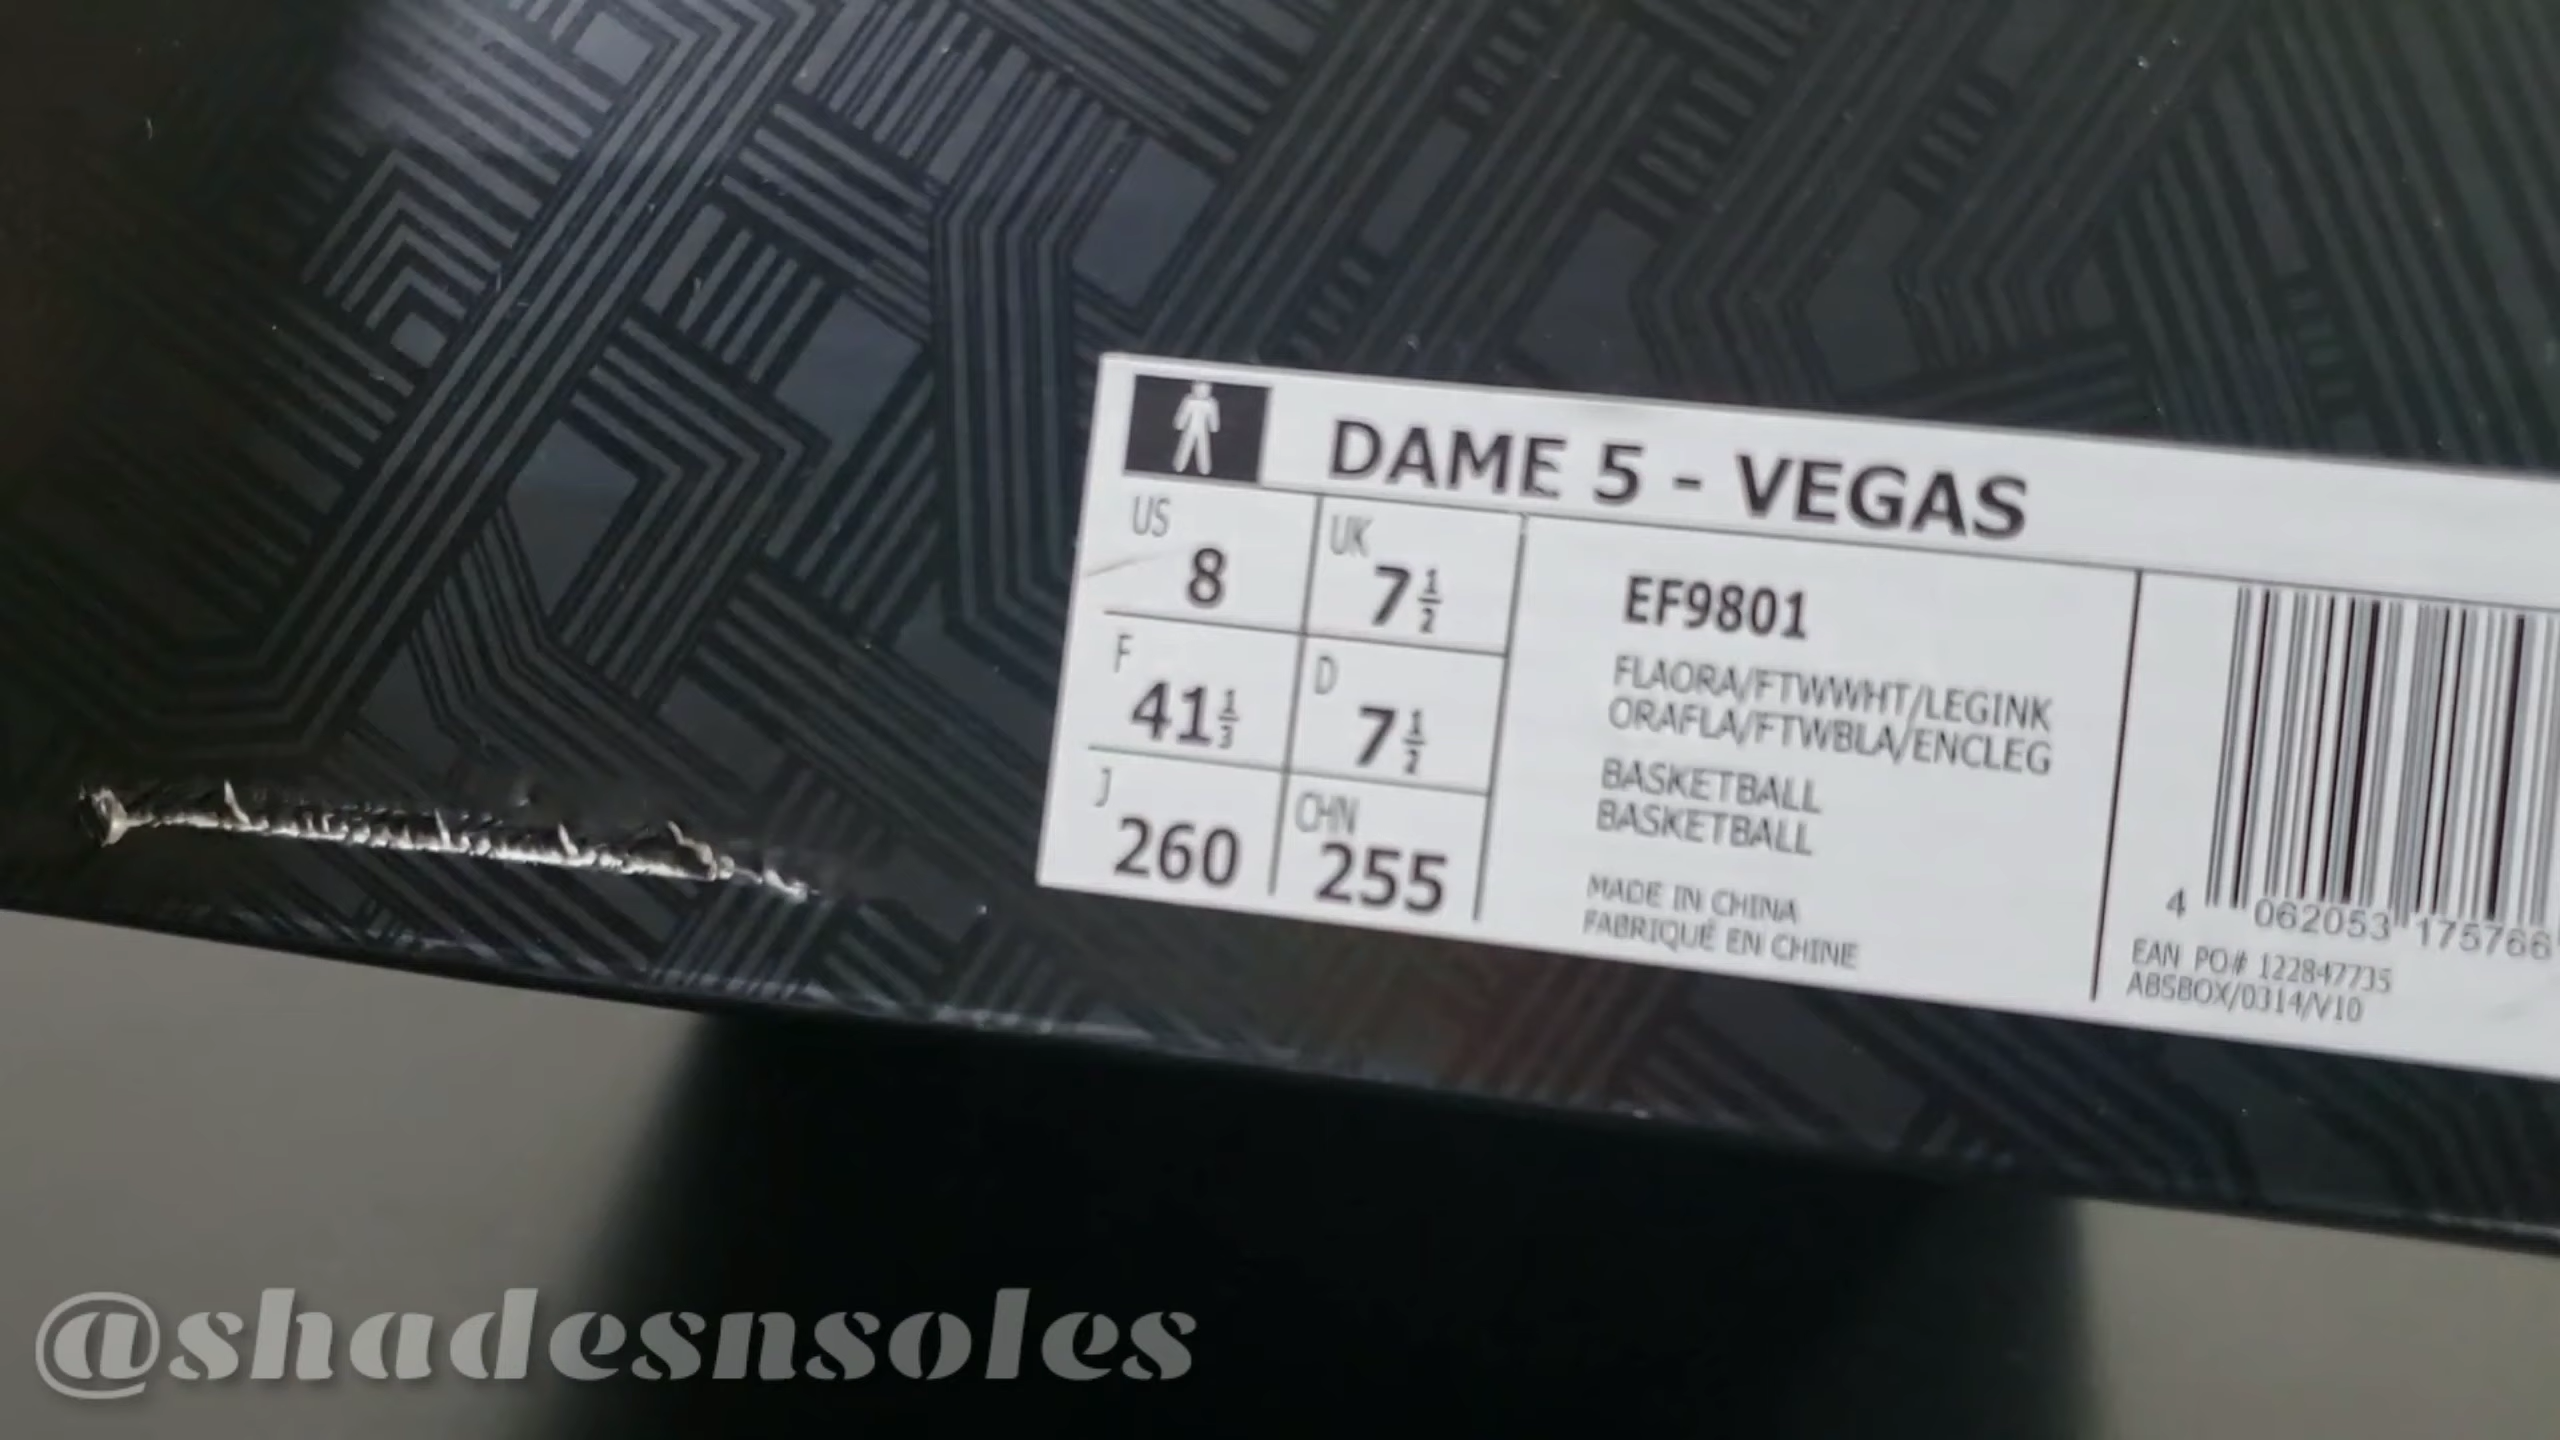 DAME 5 - VEGAS
US 8 UK 7½
F 41⅓ D 7½
J 260 CHN 255
EF9801
FLAORA/FTWWHT/LEGINK
ORAFLA/FTWBLA/ENCLEG
BASKETBALL
BASKETBALL
MADE IN CHINA
FABRIQUÉ EN CHINE
4 062053 175766
EAN PO# 122847735
ABSBOX/0314/V10
@shadesnsoles